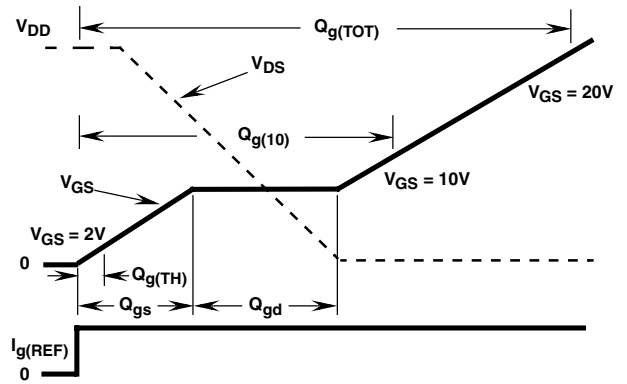 V_DD
Q_g(TOT)
V_DS
V_GS = 20V
Q_g(10)
V_GS
V_GS = 10V
V_GS = 2V
0
Q_g(TH)
Q_gs
Q_gd
I_g(REF)
0